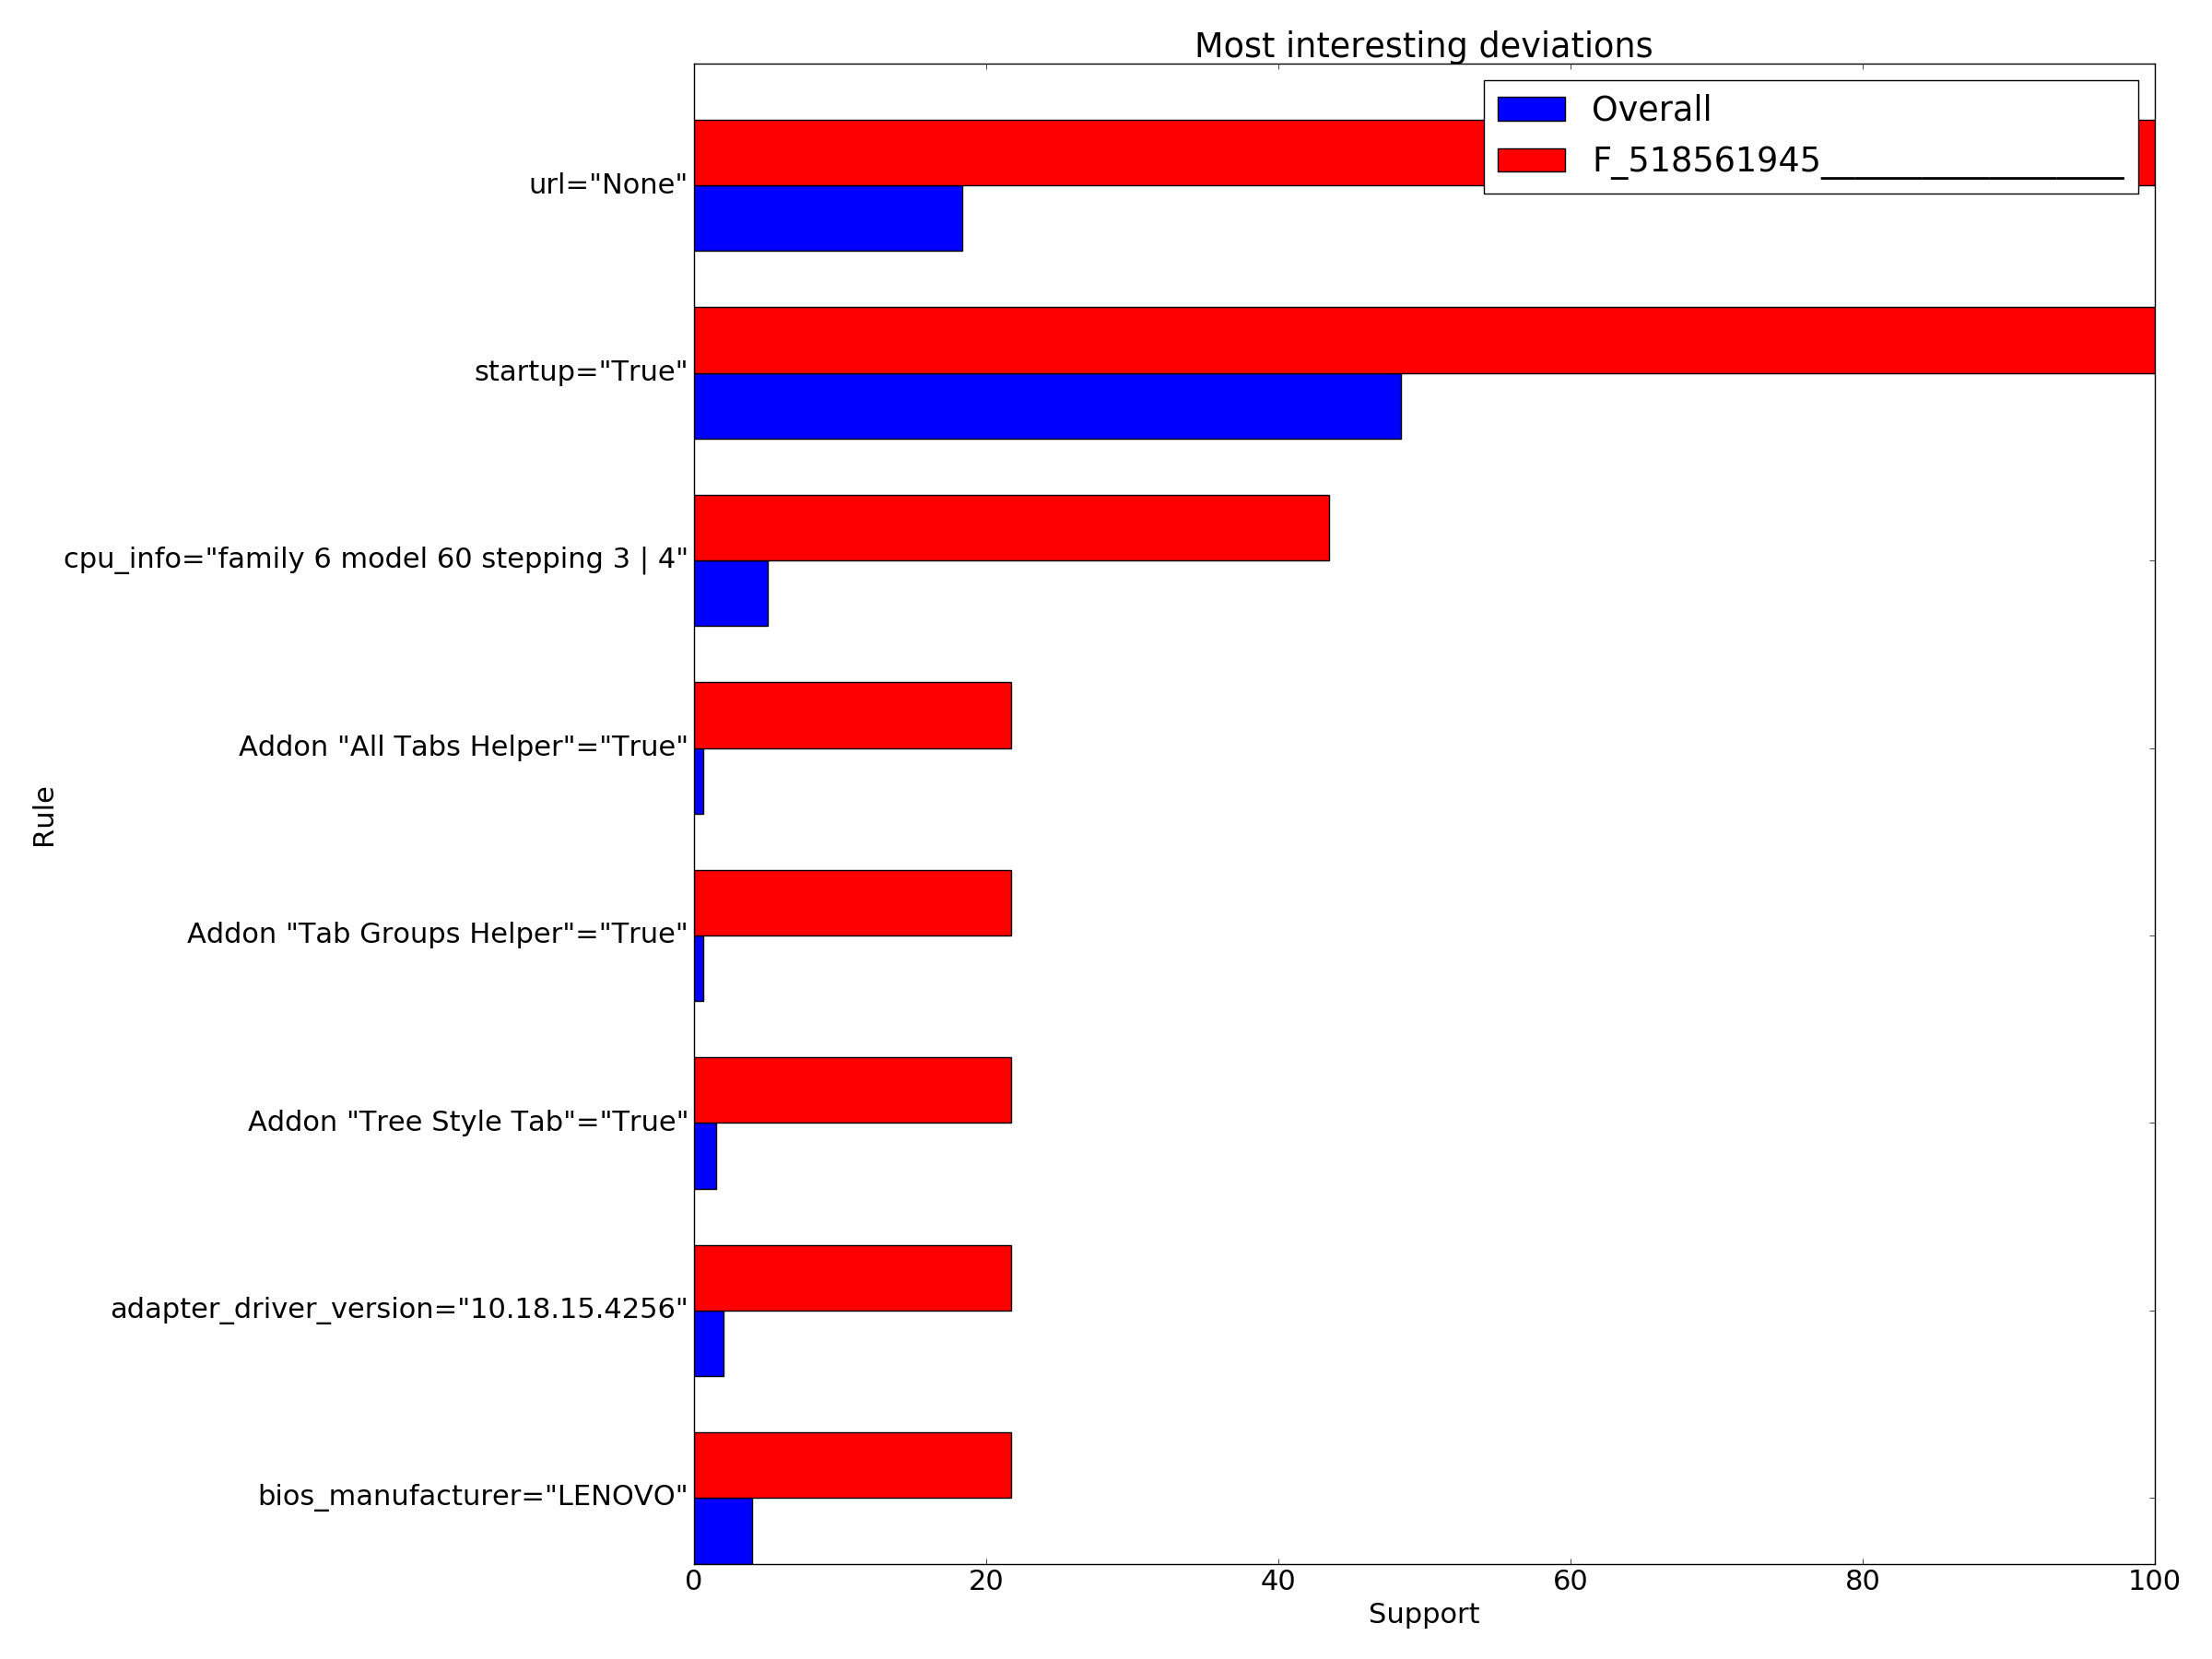 Most interesting deviations
Overall
F_518561945__________________
url="None"
startup="True"
cpu_info="family 6 model 60 stepping 3 | 4"
Addon "All Tabs Helper"="True"
Addon "Tab Groups Helper"="True"
Addon "Tree Style Tab"="True"
adapter_driver_version="10.18.15.4256"
bios_manufacturer="LENOVO"
Rule
0 20 40 60 80 100
Support